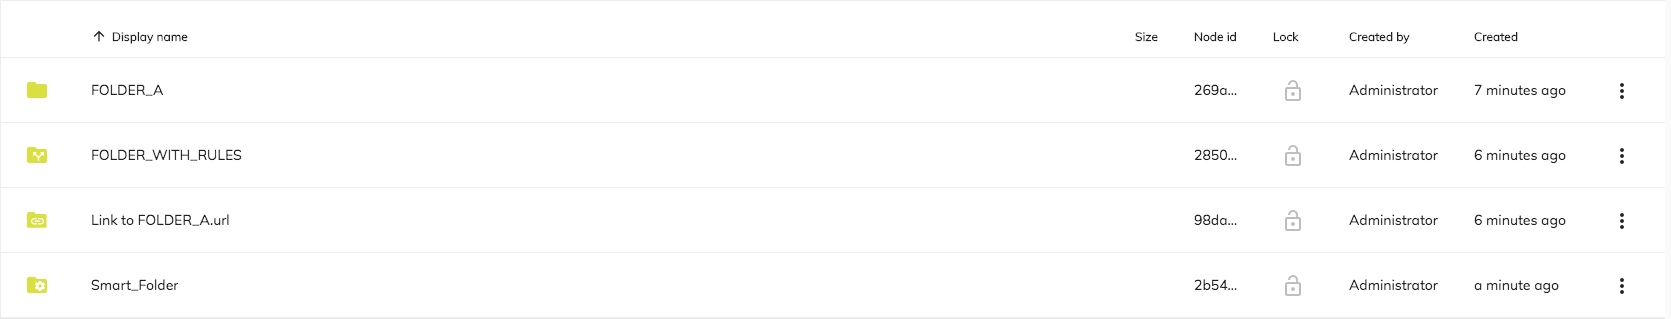 Display name Size Node id Lock Created by Created
FOLDER_A 269a... Administrator 7 minutes ago
FOLDER_WITH_RULES 2850... Administrator 6 minutes ago
Link to FOLDER_A.url 98da... Administrator 6 minutes ago
Smart_Folder 2b54... Administrator a minute ago